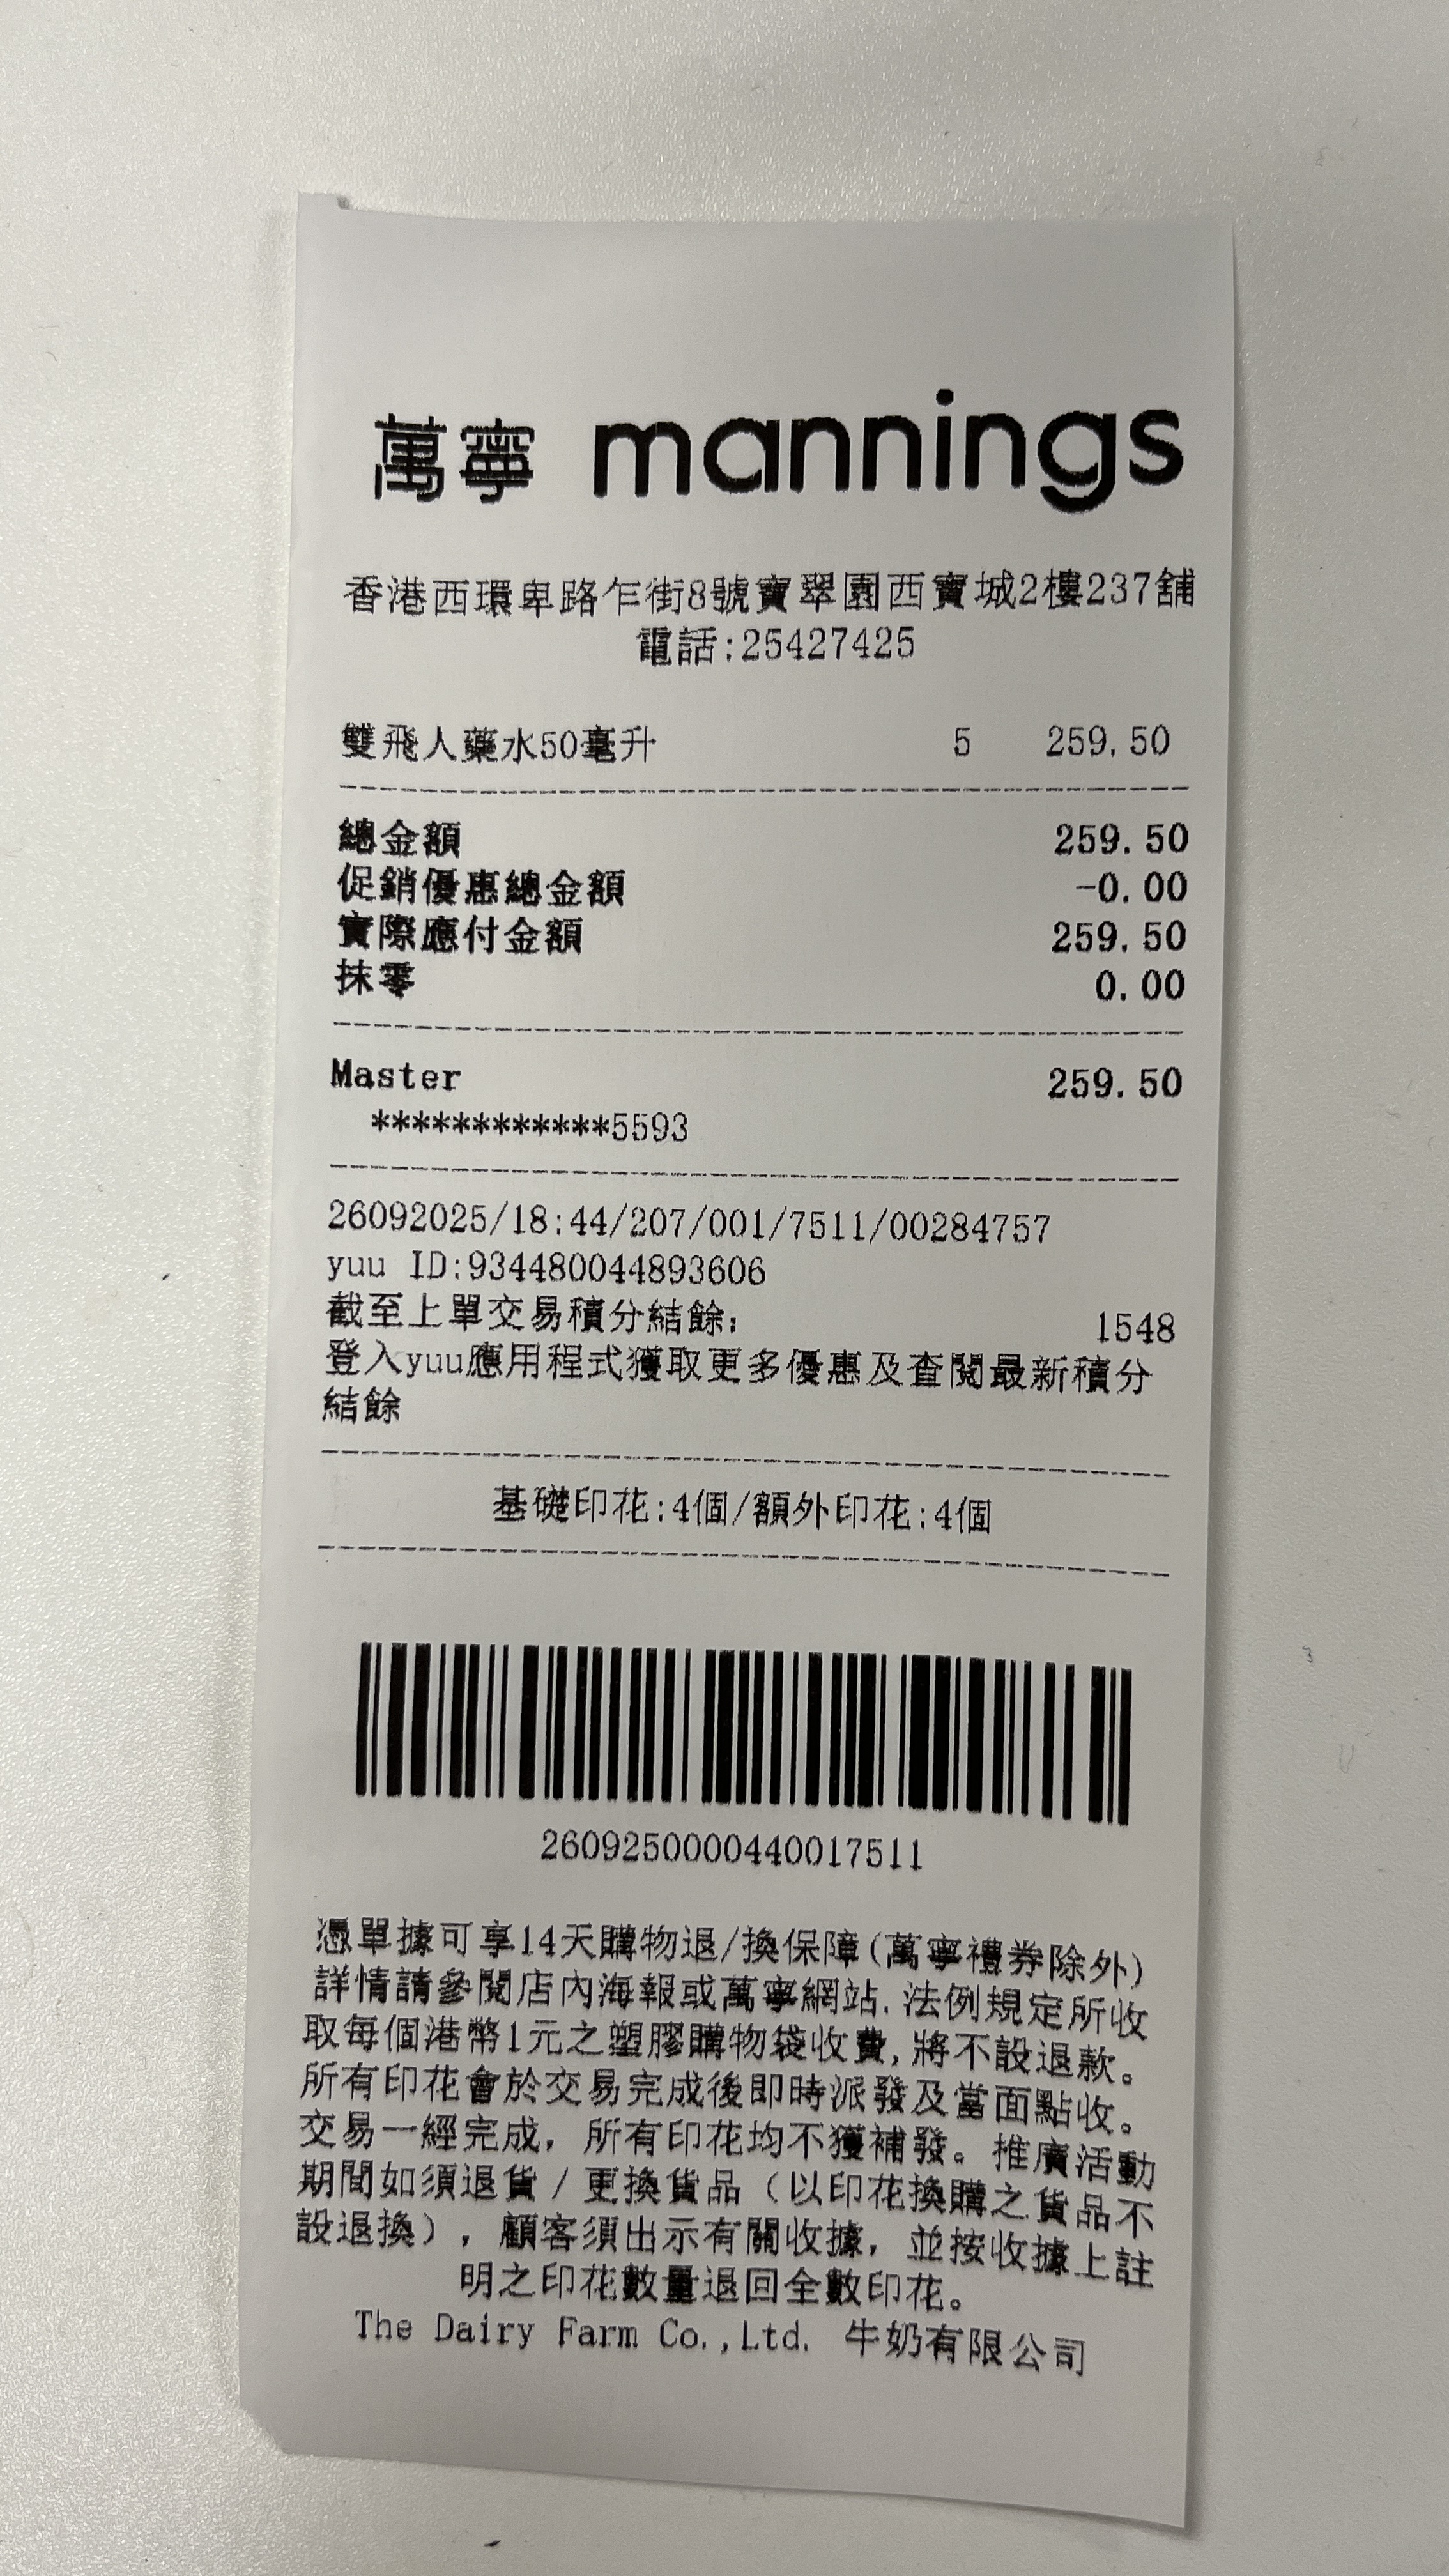 萬寧 mannings
香港西環卑路乍街8號寶翠園西寶城2樓237舖
電話:25427425
雙飛人藥水50毫升 5 259.50
總金額 259.50
促銷優惠總金額 -0.00
實際應付金額 259.50
抹零 0.00
Master 259.50
************5593
26092025/18:44/207/001/7511/00284757
yuu ID:934480044893606
截至上單交易積分結餘: 1548
登入yuu應用程式獲取更多優惠及查閱最新積分
結餘
基礎印花:4個/額外印花:4個
2609250000440017511
憑單據可享14天購物退/換保障(萬寧禮券除外)
詳情請參閱店內海報或萬寧網站.法例規定所收
取每個港幣1元之塑膠購物袋收費,將不設退款。
所有印花會於交易完成後即時派發及當面點收。
交易一經完成，所有印花均不獲補發。推廣活動
期間如須退貨/更換貨品（以印花換購之貨品不
設退換），顧客須出示有關收據，並按收據上註
明之印花數量退回全數印花。
The Dairy Farm Co.,Ltd. 牛奶有限公司